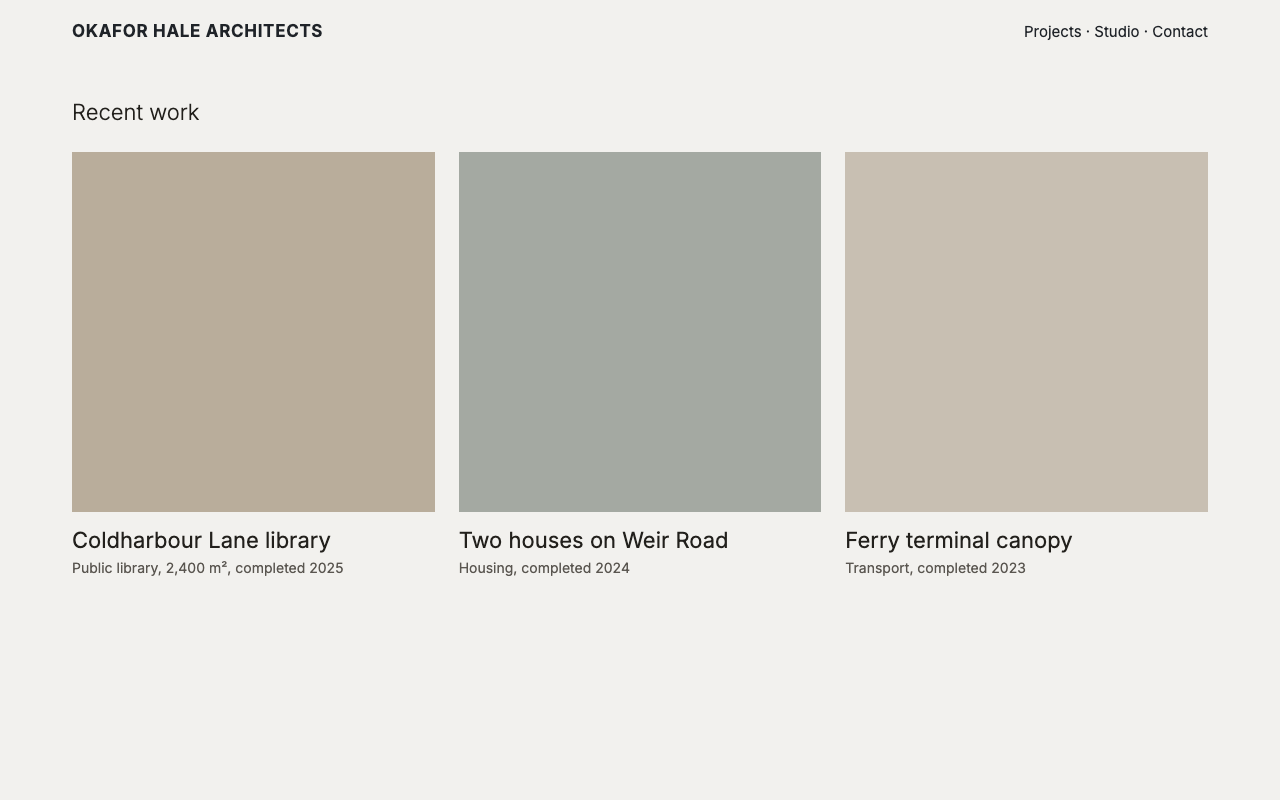 OKAFOR HALE ARCHITECTS
Projects · Studio · Contact
Recent work
Coldharbour Lane library
Public library, 2,400 m², completed 2025
Two houses on Weir Road
Housing, completed 2024
Ferry terminal canopy
Transport, completed 2023